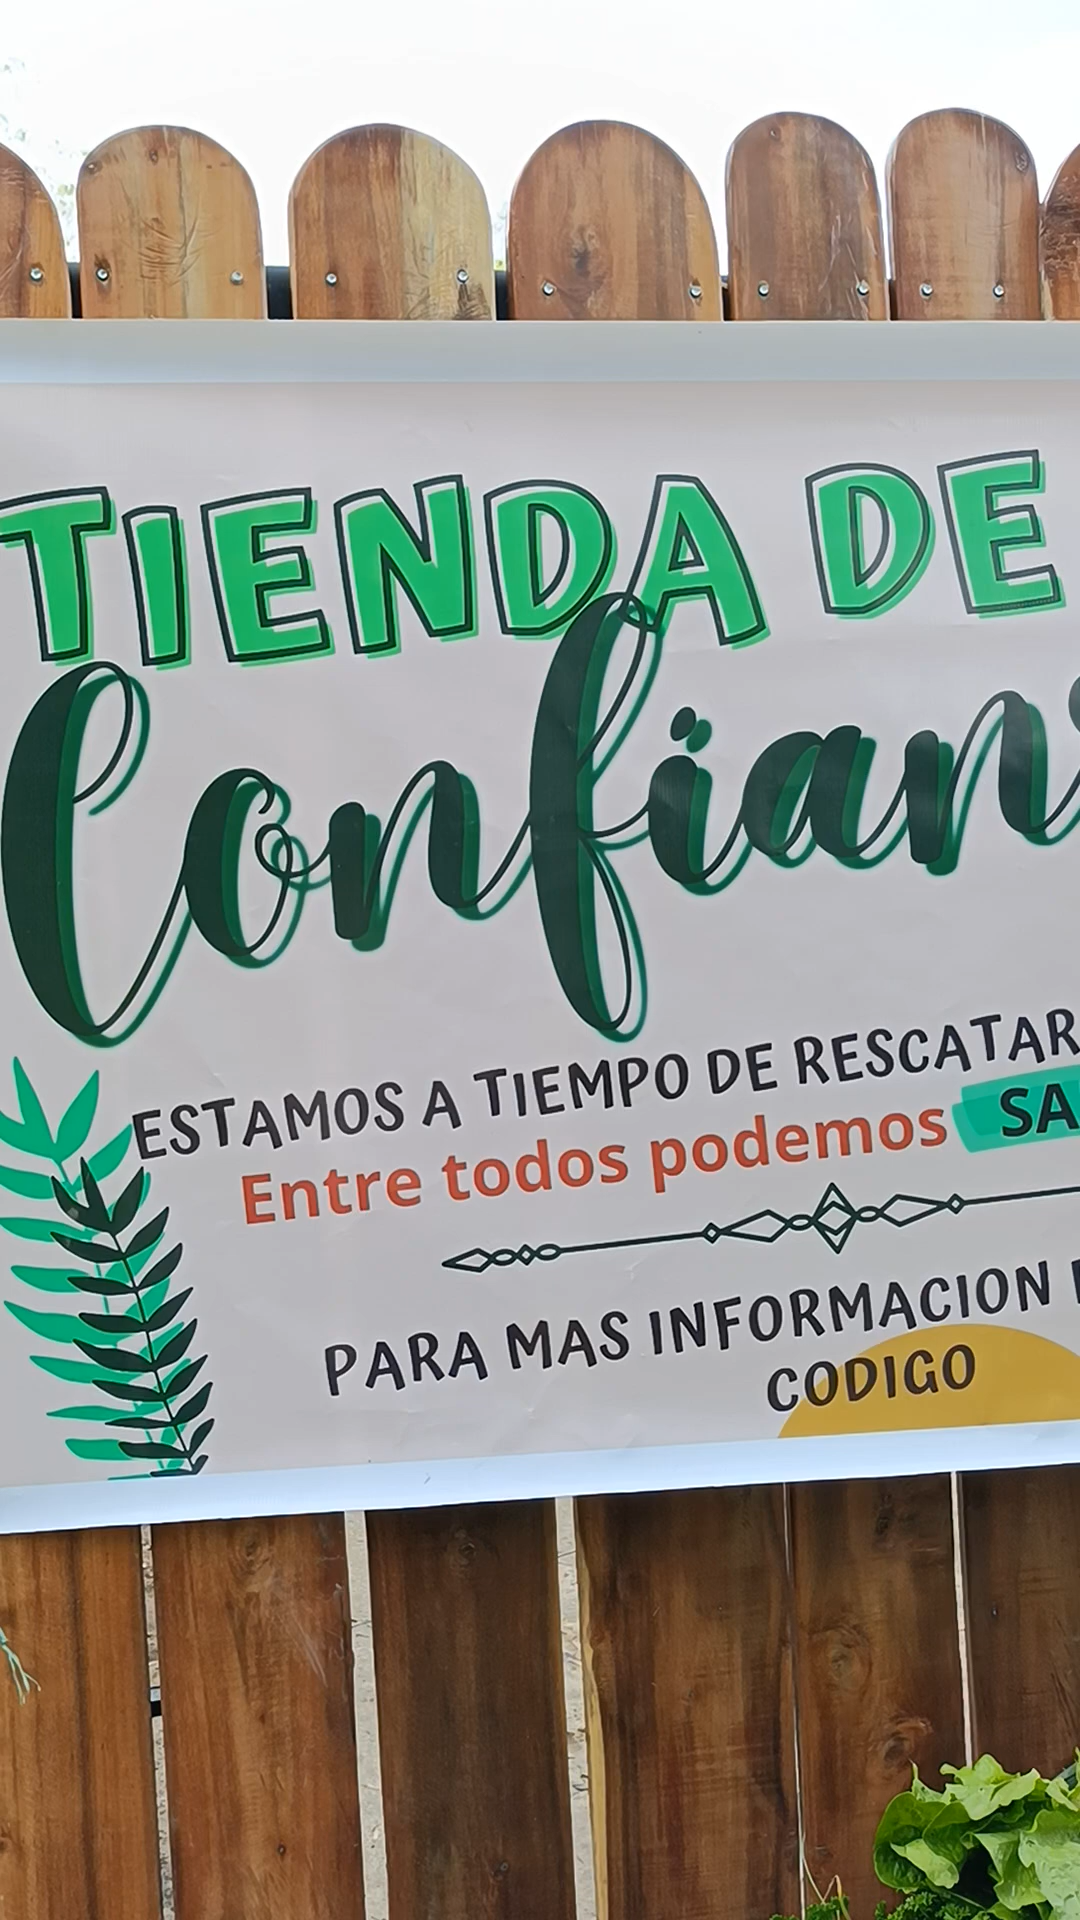 TIENDA DE
Confian
ESTAMOS A TIEMPO DE RESCATAR
Entre todos podemos SA
PARA MAS INFORMACION
CODIGO